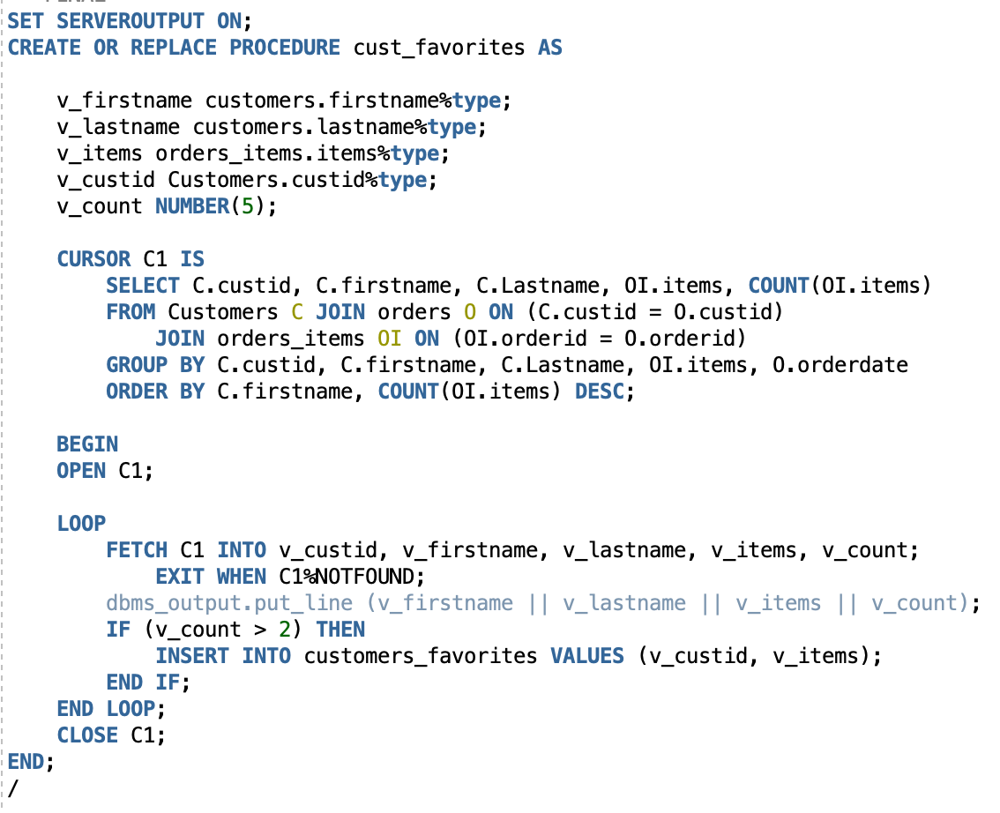 SET SERVEROUTPUT ON;
CREATE OR REPLACE PROCEDURE cust_favorites AS
v_firstname customers.firstname%type;
v_lastname customers.lastname%type;
v_items orders_items.items%type;
v_custid Customers.custid%type;
v_count NUMBER(5);
CURSOR C1 IS
SELECT C.custid, C.firstname, C.Lastname, OI.items, COUNT(OI.items)
FROM Customers C JOIN orders O ON (C.custid = O.custid)
JOIN orders_items OI ON (OI.orderid = O.orderid)
GROUP BY C.custid, C.firstname, C.Lastname, OI.items, O.orderdate
ORDER BY C.firstname, COUNT(OI.items) DESC;
BEGIN
OPEN C1;
LOOP
FETCH C1 INTO v_custid, v_firstname, v_lastname, v_items, v_count;
EXIT WHEN C1%NOTFOUND;
dbms_output.put_line (v_firstname || v_lastname || v_items || v_count);
IF (v_count > 2) THEN
INSERT INTO customers_favorites VALUES (v_custid, v_items);
END IF;
END LOOP;
CLOSE C1;
END;
/